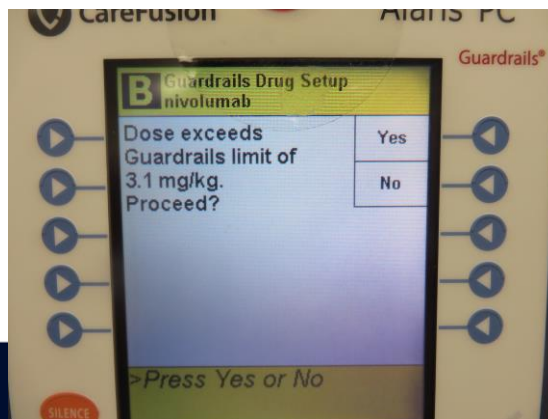 CareFusion
Alaris PC
Guardrails®
B Guardrails Drug Setup
nivolumab
Dose exceeds
Guardrails limit of
3.1 mg/kg.
Proceed?
Yes
No
>Press Yes or No
SILENCE